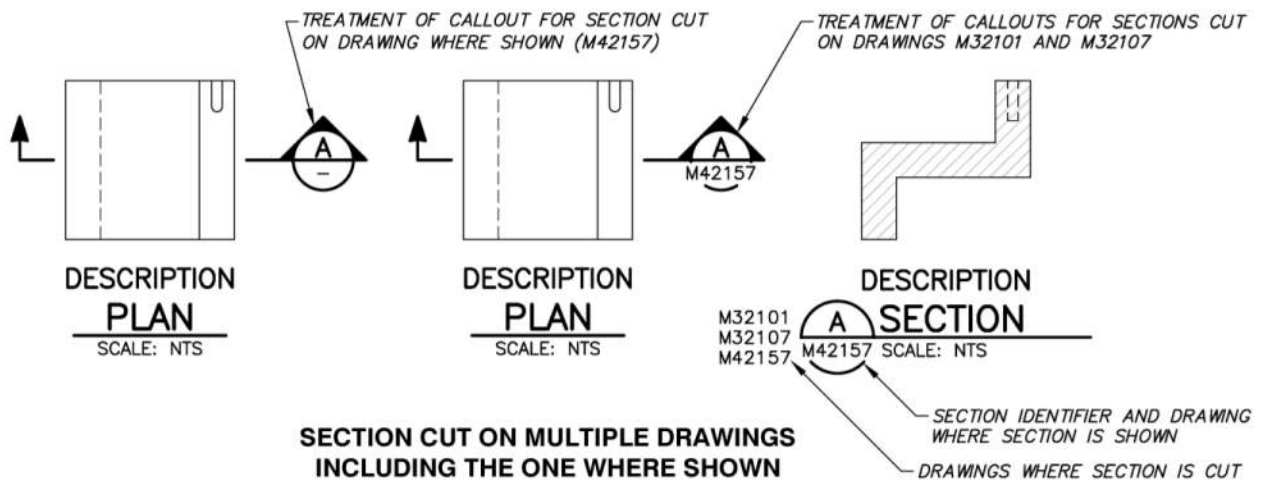 TREATMENT OF CALLOUT FOR SECTION CUT
ON DRAWING WHERE SHOWN (M42157)
TREATMENT OF CALLOUTS FOR SECTIONS CUT
ON DRAWINGS M32101 AND M32107
A
–
A
M42157
DESCRIPTION
PLAN
SCALE: NTS
DESCRIPTION
PLAN
SCALE: NTS
DESCRIPTION
M32101
M32107
M42157
A
M42157
SECTION
SCALE: NTS
SECTION IDENTIFIER AND DRAWING
WHERE SECTION IS SHOWN
DRAWINGS WHERE SECTION IS CUT
SECTION CUT ON MULTIPLE DRAWINGS
INCLUDING THE ONE WHERE SHOWN